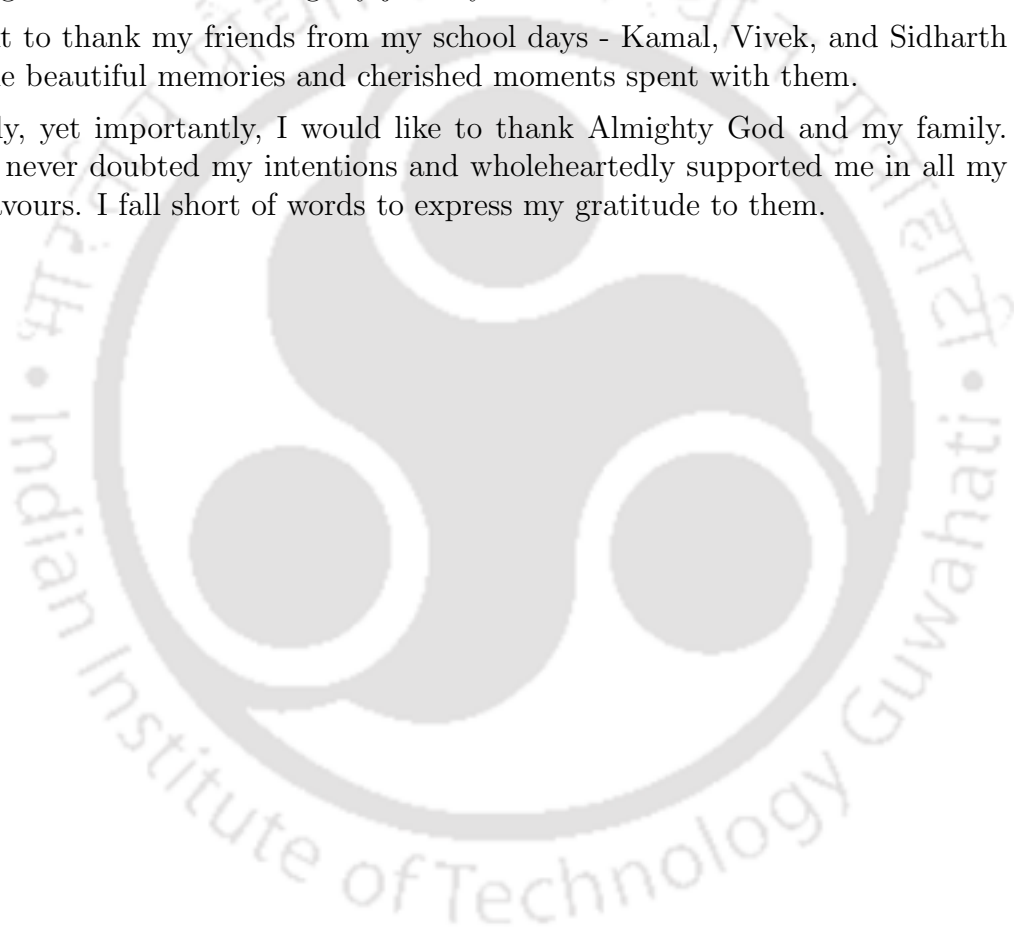 t to thank my friends from my school days - Kamal, Vivek, and Sidharth
e beautiful memories and cherished moments spent with them.
ly, yet importantly, I would like to thank Almighty God and my family.
never doubted my intentions and wholeheartedly supported me in all my
vours. I fall short of words to express my gratitude to them.
• Indian Institute of Technology Guwahati •